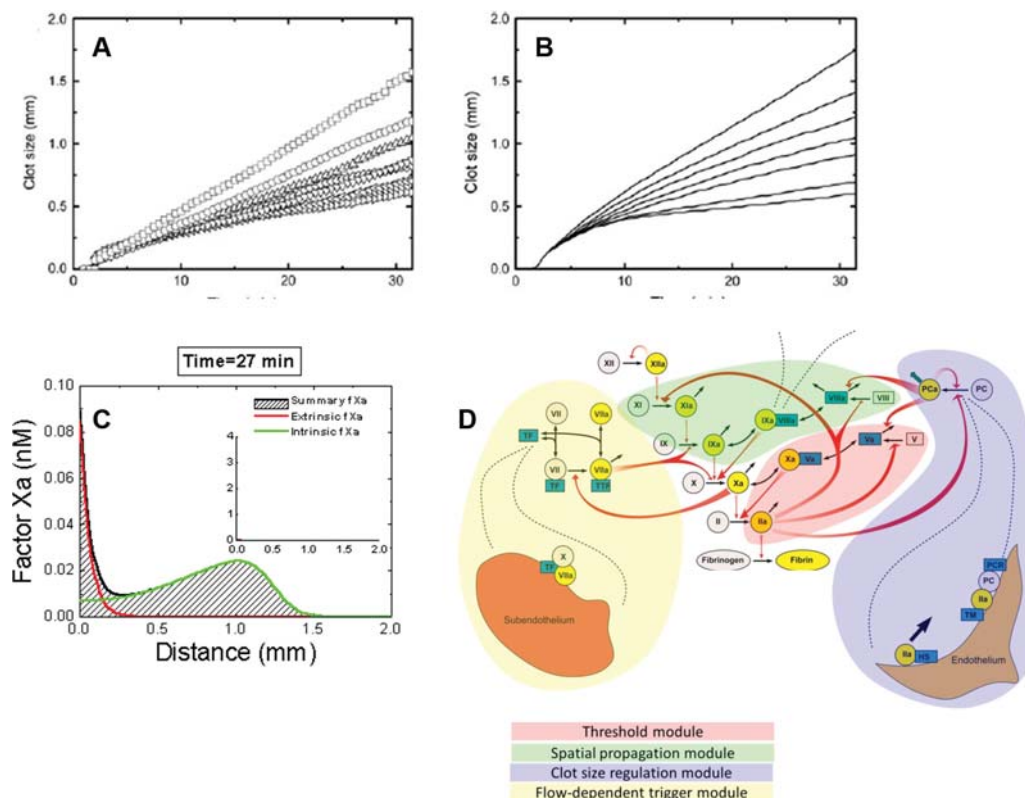 A
Clot size (mm)
2.0
1.5
1.0
0.5
0.0
10
20
30
B
Clot size (mm)
2.0
1.5
1.0
0.5
0.0
0
10
20
30
Time=27 min
C
Summary fXa
Extrinsic fXa
Intrinsic fXa
Factor Xa (nM)
0.10
0.08
0.06
0.04
0.02
0.00
4
3
2
1
0
0.0 0.5 1.0 1.5 2.0
0.0 0.5 1.0 1.5 2.0
Distance (mm)
D
XII XIIa
XI XIa
VIIIa VIII
PCa PC
VII VIIa
IX IXa
IXa VIIIa
TF
Va V
VII VIIa
TF TTF
X Xa
Xa Va
II IIa
Fibrinogen Fibrin
X
TF
VIIa
Subendothelium
PCR
PC
IIa
TM
IIa HS
Endothelium
Threshold module
Spatial propagation module
Clot size regulation module
Flow-dependent trigger module